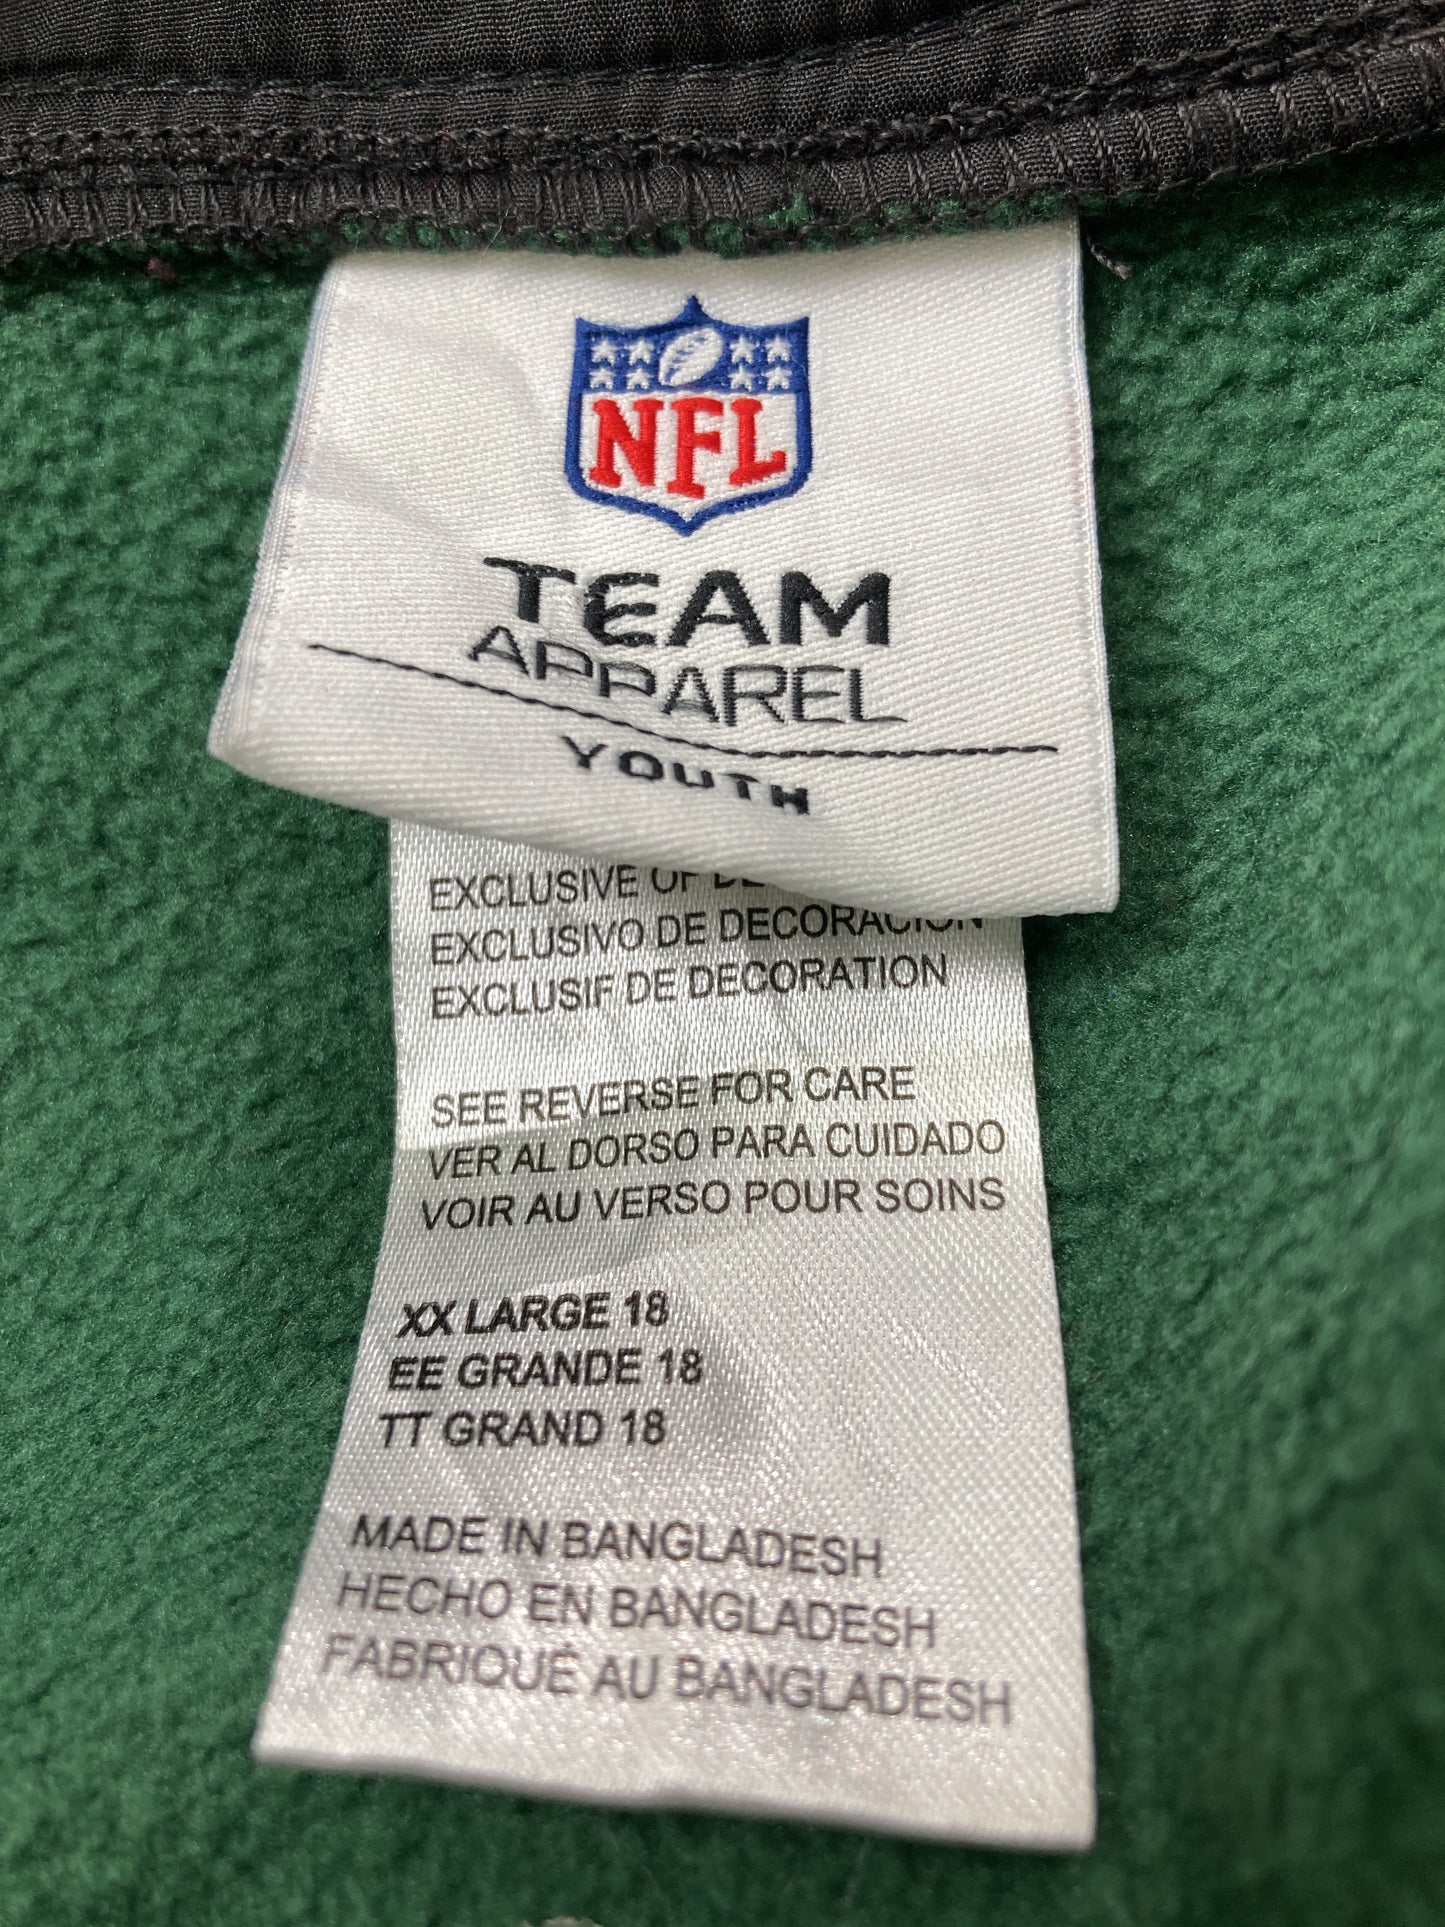 NFL
TEAM
APPAREL
YOUTH
EXCLUSIVE OF
EXCLUSIVO DE DECORACION
EXCLUSIF DE DECORATION
SEE REVERSE FOR CARE
VER AL DORSO PARA CUIDADO
VOIR AU VERSO POUR SOINS
XX LARGE 18
EE GRANDE 18
TT GRAND 18
MADE IN BANGLADESH
HECHO EN BANGLADESH
FABRIQUÉ AU BANGLADESH